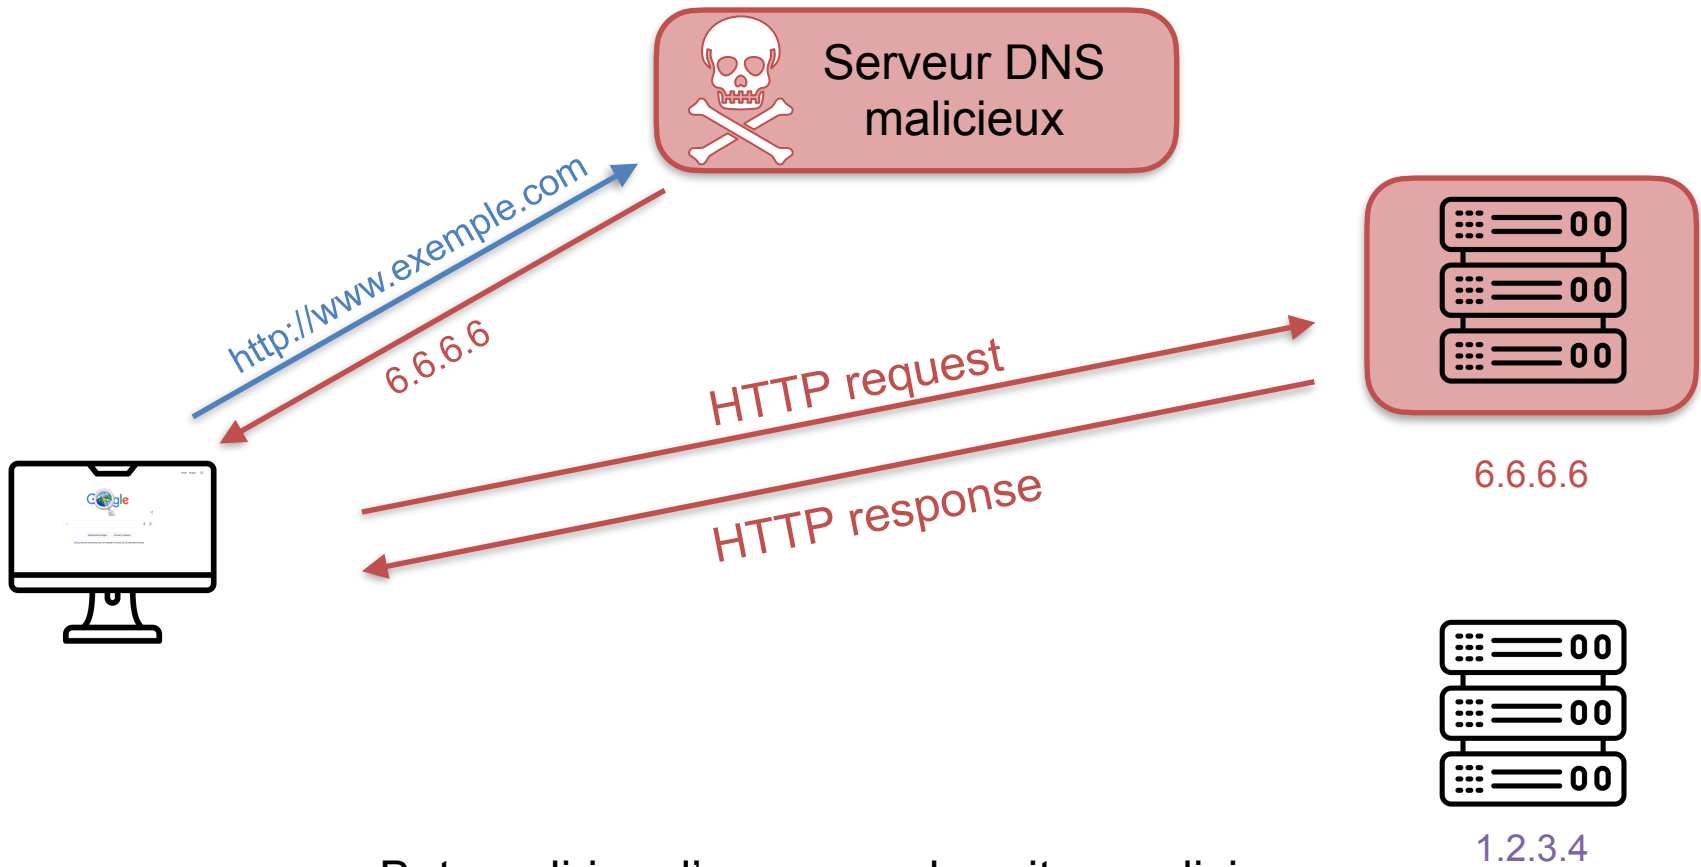 Serveur DNS
malicieux
http://www.exemple.com
6.6.6.6
HTTP request
HTTP response
6.6.6.6
1.2.3.4